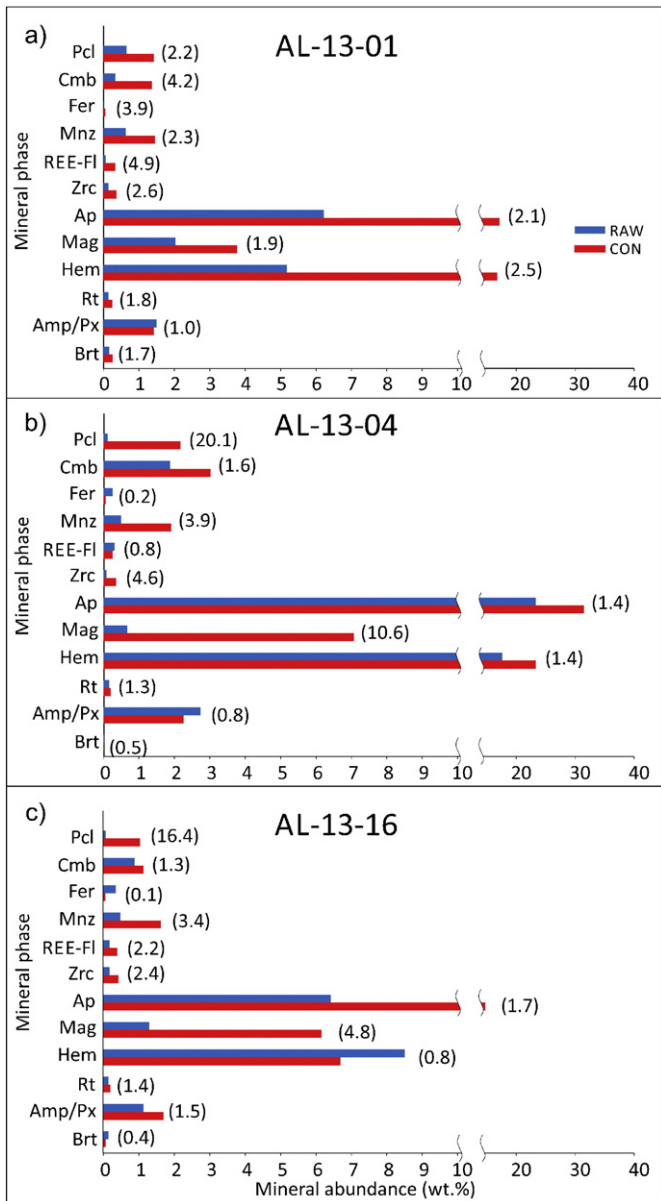 a) AL-13-01
Mineral phase
Pcl (2.2)
Cmb (4.2)
Fer (3.9)
Mnz (2.3)
REE-Fl (4.9)
Zrc (2.6)
Ap (2.1)
RAW
Mag (1.9)
CON
Hem (2.5)
Rt (1.8)
Amp/Px (1.0)
Brt (1.7)
0 1 2 3 4 5 6 7 8 9 10 20 30 40
b) AL-13-04
Mineral phase
Pcl (20.1)
Cmb (1.6)
Fer (0.2)
Mnz (3.9)
REE-Fl (0.8)
Zrc (4.6)
Ap (1.4)
Mag (10.6)
Hem (1.4)
Rt (1.3)
Amp/Px (0.8)
Brt (0.5)
0 1 2 3 4 5 6 7 8 9 10 20 30 40
c) AL-13-16
Mineral phase
Pcl (16.4)
Cmb (1.3)
Fer (0.1)
Mnz (3.4)
REE-Fl (2.2)
Zrc (2.4)
Ap (1.7)
Mag (4.8)
Hem (0.8)
Rt (1.4)
Amp/Px (1.5)
Brt (0.4)
0 1 2 3 4 5 6 7 8 9 10 20 30 40
Mineral abundance (wt.%)